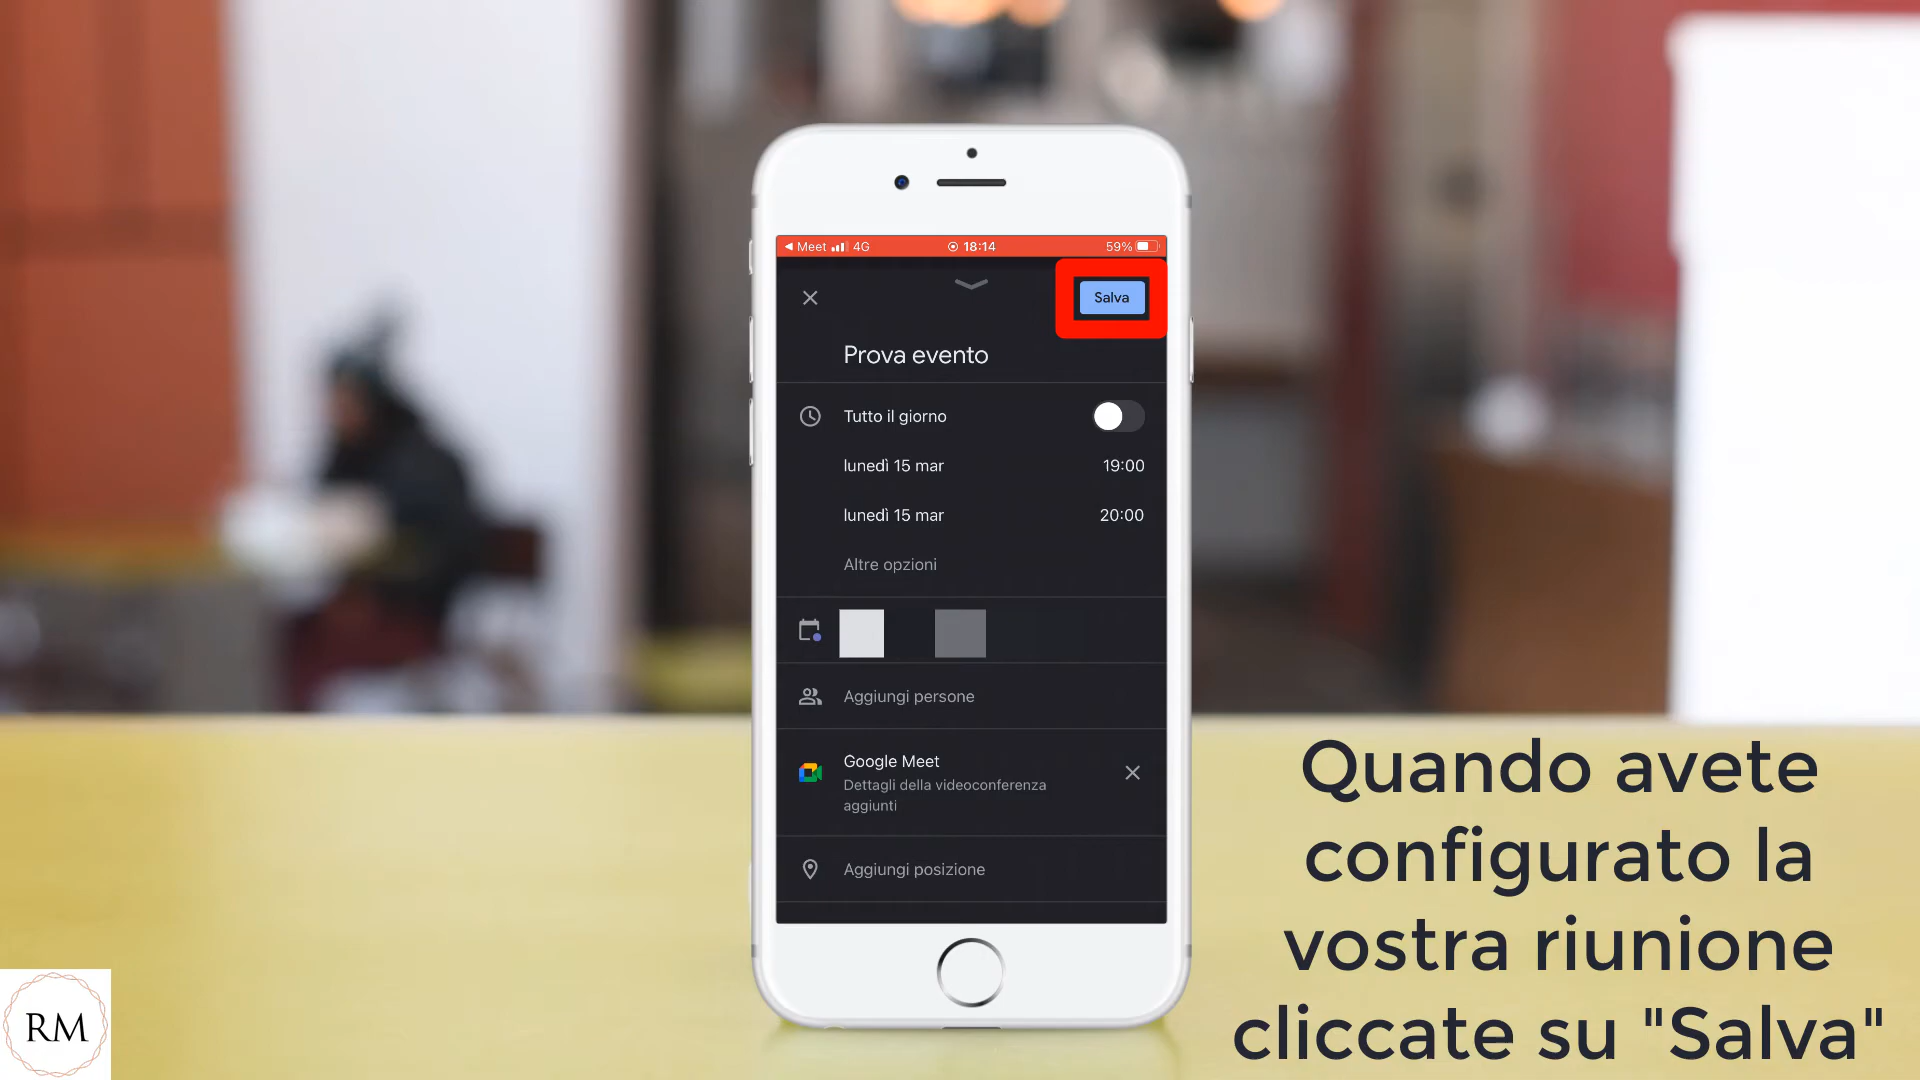 Meet 4G 18:14 59%
Salva
Prova evento
Tutto il giorno
lunedì 15 mar 19:00
lunedì 15 mar 20:00
Altre opzioni
Aggiungi persone
Google Meet
Dettagli della videoconferenza
aggiunti
Aggiungi posizione
Quando avete
configurato la
vostra riunione
cliccate su "Salva"
RM